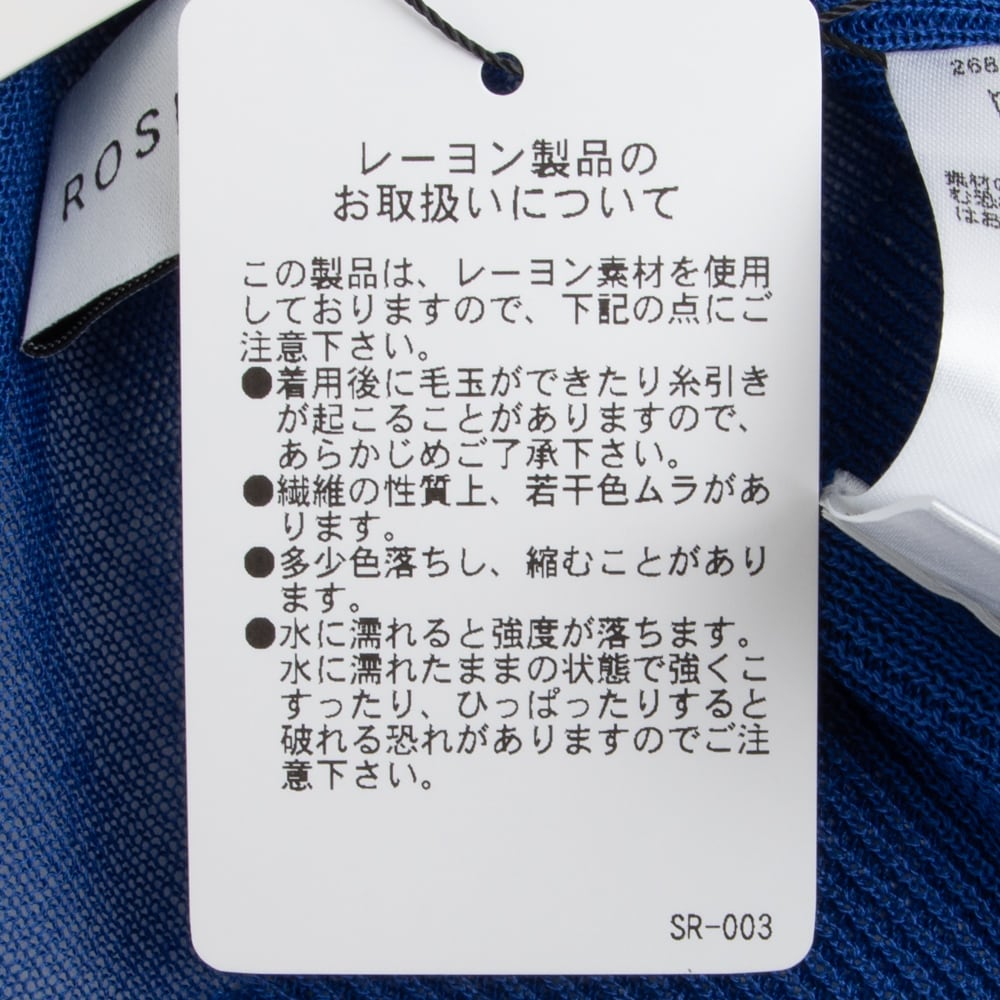 レーヨン製品の
お取扱いについて
この製品は、レーヨン素材を使用
しておりますので、下記の点にご
注意下さい。
●着用後に毛玉ができたり糸引き
が起こることがありますので、
あらかじめご了承下さい。
●繊維の性質上、若干色ムラがあ
ります。
●多少色落ちし、縮むことがあり
ます。
●水に濡れると強度が落ちます。
水に濡れたままの状態で強くこ
すったり、ひっぱったりすると
破れる恐れがありますのでご注
意下さい。
SR-003
ROS
268